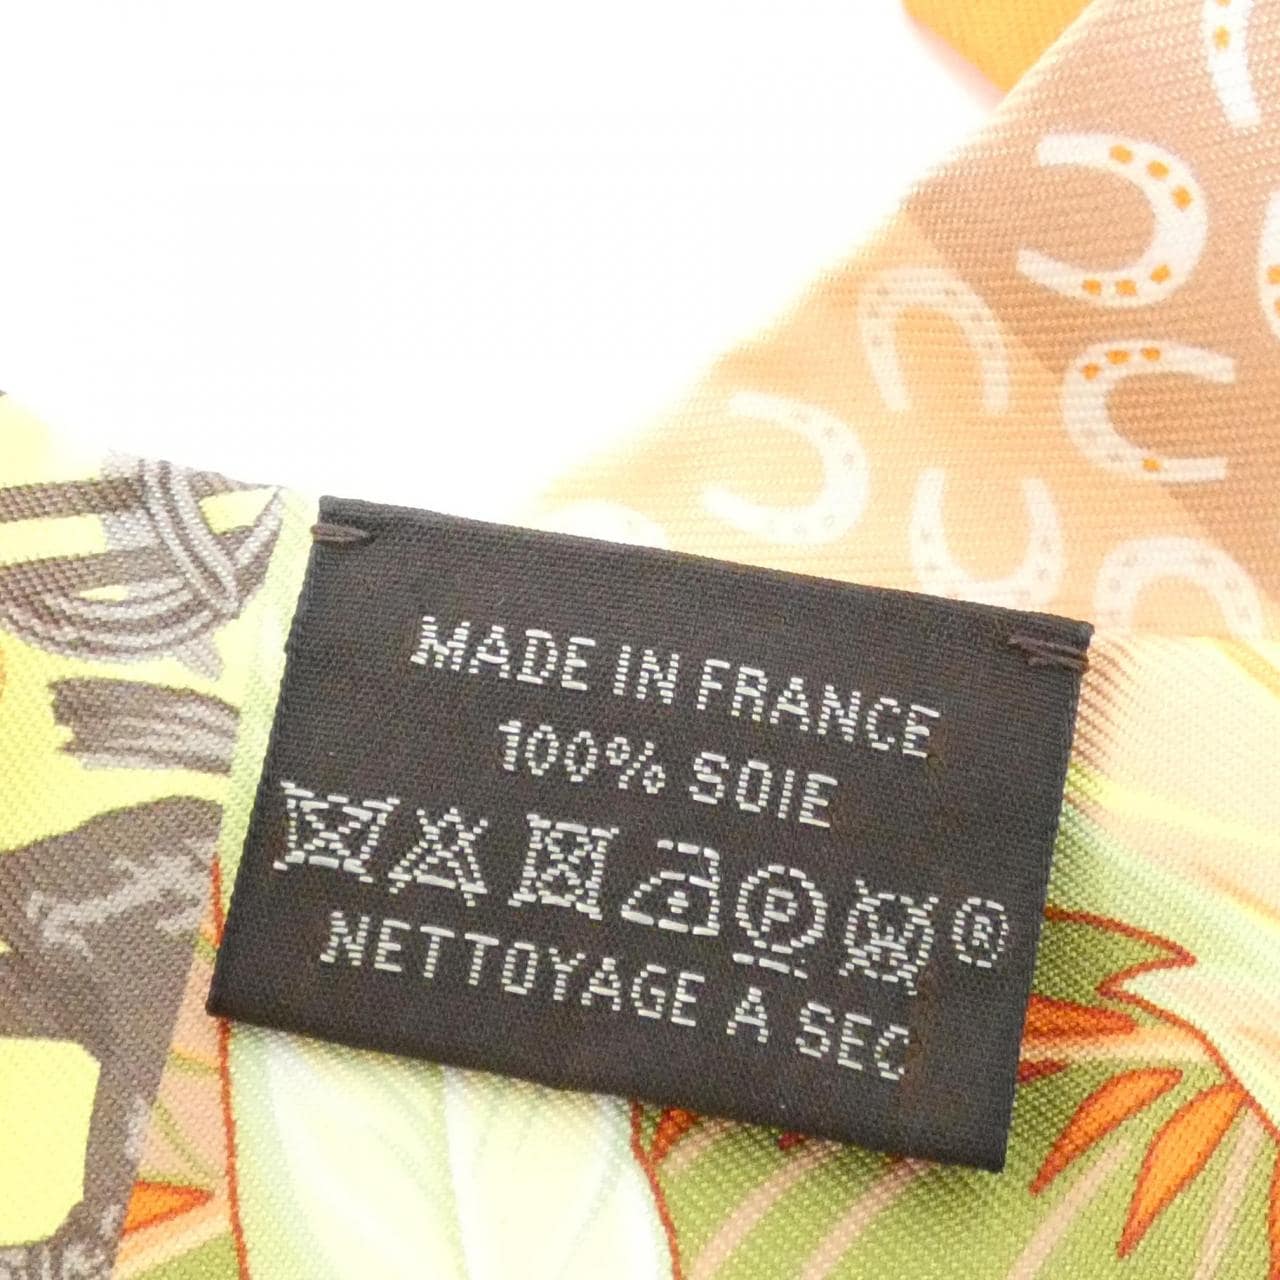 MADE IN FRANCE
100% SOIE
P ®
NETTOYAGE A SEC